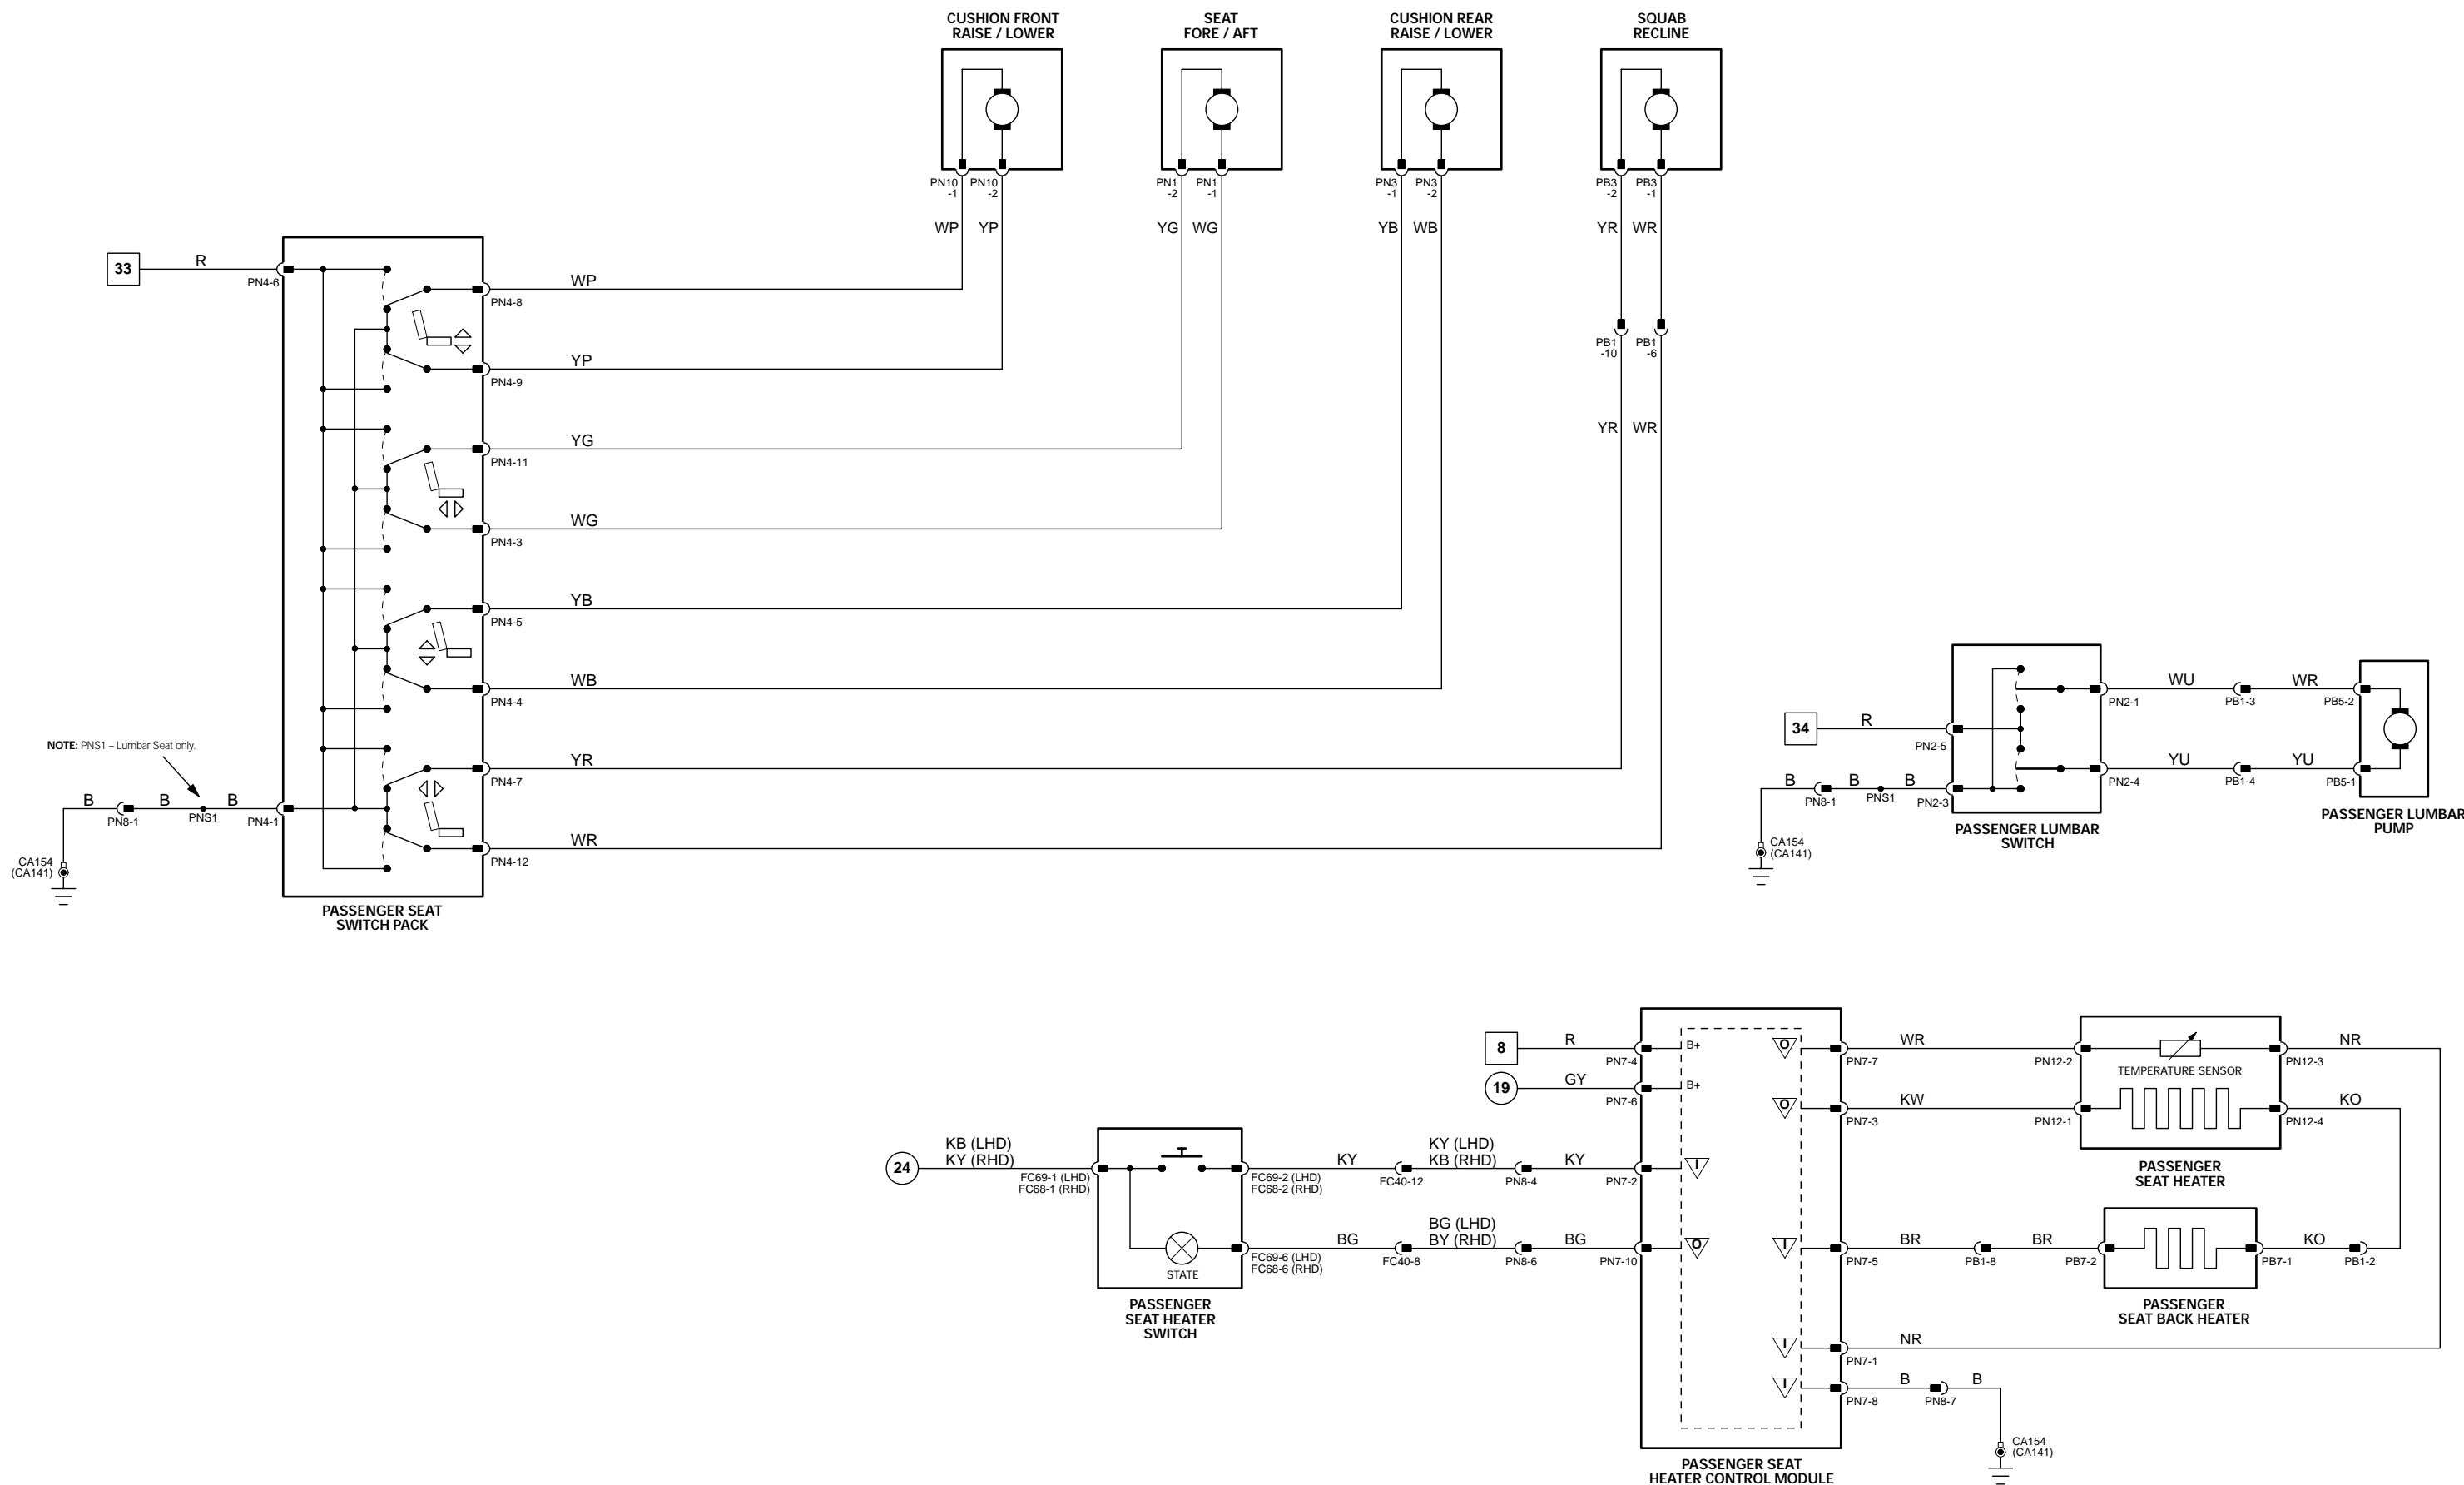 CUSHION FRONT
RAISE / LOWER
SEAT
FORE / AFT
CUSHION REAR
RAISE / LOWER
SQUAB
RECLINE
PN10
-1
PN10
-2
PN1
-2
PN1
-1
PN3
-1
PN3
-2
PB3
-2
PB3
-1
WP
YP
YG
WG
YB
WB
YR
WR
33
R
PN4-6
WP
PN4-8
YP
PN4-9
PB1
-10
PB1
-6
YR
WR
YG
PN4-11
WG
PN4-3
YB
PN4-5
WB
PN4-4
YR
PN4-7
WR
PN4-12
NOTE: PNS1 – Lumbar Seat only.
B
PN8-1
B
PNS1
B
PN4-1
CA154
(CA141)
PASSENGER SEAT
SWITCH PACK
34
R
PN2-5
B
PN8-1
B
PNS1
B
PN2-3
CA154
(CA141)
WU
PN2-1
PB1-3
WR
PB5-2
YU
PN2-4
PB1-4
YU
PB5-1
PASSENGER LUMBAR
SWITCH
PASSENGER LUMBAR
PUMP
8
R
PN7-4
B+
19
GY
PN7-6
B+
24
KB (LHD)
KY (RHD)
FC69-1 (LHD)
FC68-1 (RHD)
FC69-2 (LHD)
FC68-2 (RHD)
KY
FC40-12
KY (LHD)
KB (RHD)
PN8-4
KY
PN7-2
I
STATE
FC69-6 (LHD)
FC68-6 (RHD)
BG
FC40-8
BG (LHD)
BY (RHD)
PN8-6
BG
PN7-10
O
PASSENGER
SEAT HEATER
SWITCH
O
PN7-7
WR
PN12-2
TEMPERATURE SENSOR
PN12-3
NR
O
PN7-3
KW
PN12-1
PN12-4
KO
PASSENGER
SEAT HEATER
I
PN7-5
BR
PB1-8
BR
PB7-2
PB7-1
KO
PB1-2
PASSENGER
SEAT BACK HEATER
I
PN7-1
NR
I
PN7-8
B
PN8-7
B
CA154
(CA141)
PASSENGER SEAT
HEATER CONTROL MODULE